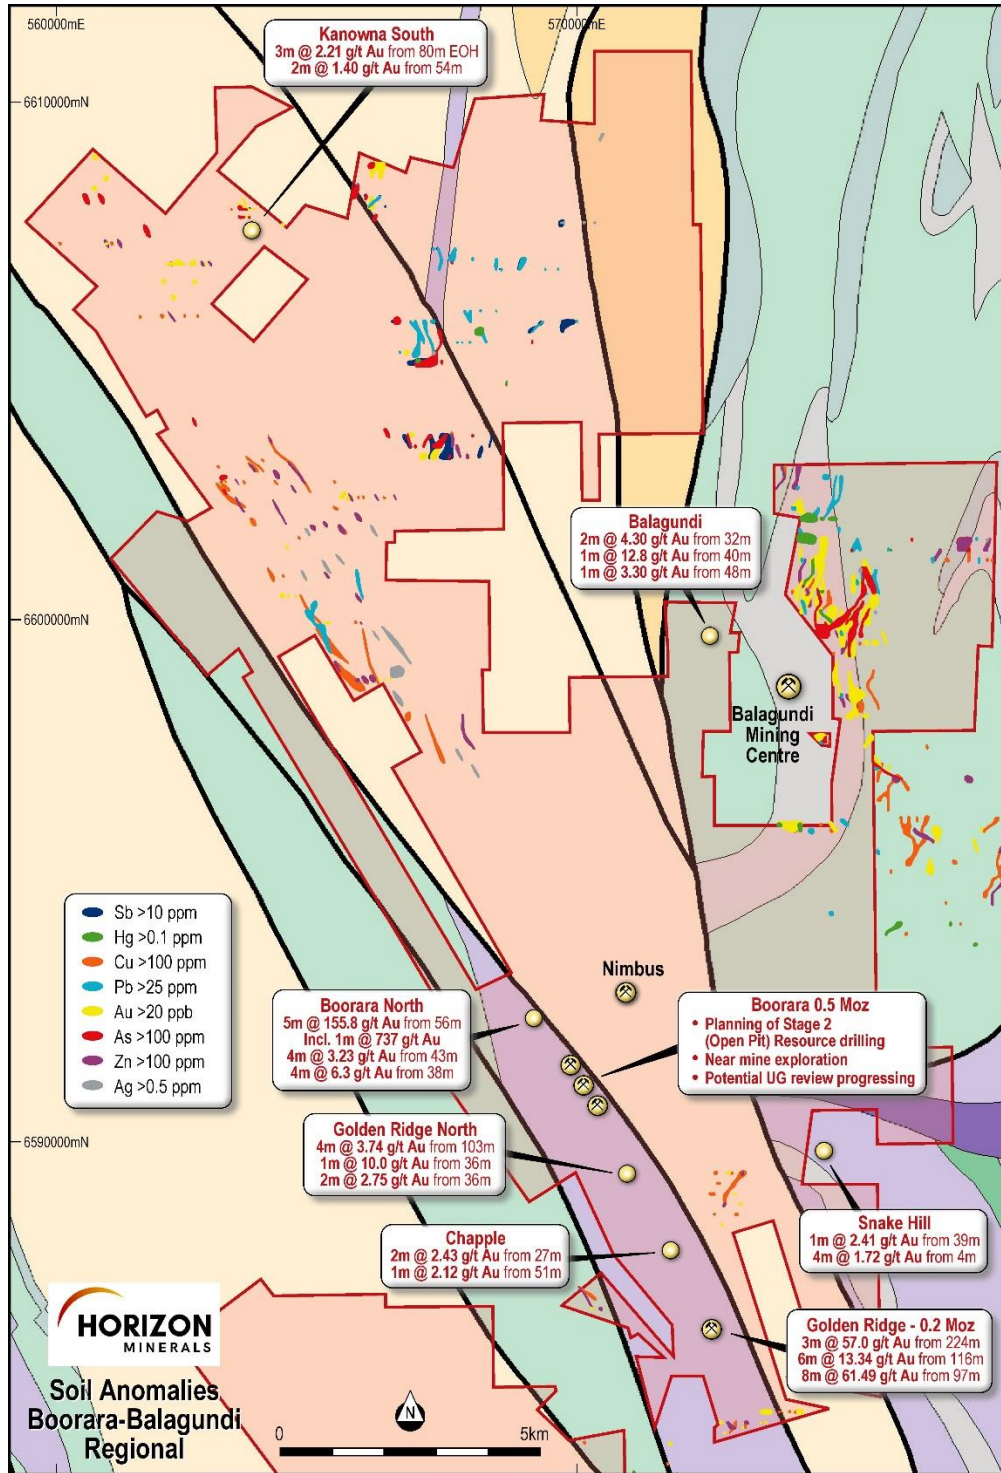 560000mE
570000mE
Kanowna South
3m @ 2.21 g/t Au from 80m EOH
2m @ 1.40 g/t Au from 54m
6610000mN
Balagundi
2m @ 4.30 g/t Au from 32m
1m @ 12.8 g/t Au from 40m
1m @ 3.30 g/t Au from 48m
6600000mN
Balagundi
Mining
Centre
Sb >10 ppm
Hg >0.1 ppm
Cu >100 ppm
Pb >25 ppm
Au >20 ppb
As >100 ppm
Zn >100 ppm
Ag >0.5 ppm
Nimbus
Boorara North
5m @ 155.8 g/t Au from 56m
Incl. 1m @ 737 g/t Au
4m @ 3.23 g/t Au from 43m
4m @ 6.3 g/t Au from 38m
Boorara 0.5 Moz
• Planning of Stage 2
(Open Pit) Resource drilling
• Near mine exploration
• Potential UG review progressing
6590000mN
Golden Ridge North
4m @ 3.74 g/t Au from 103m
1m @ 10.0 g/t Au from 36m
2m @ 2.75 g/t Au from 36m
Snake Hill
1m @ 2.41 g/t Au from 39m
4m @ 1.72 g/t Au from 4m
Chapple
2m @ 2.43 g/t Au from 27m
1m @ 2.12 g/t Au from 51m
Golden Ridge - 0.2 Moz
3m @ 57.0 g/t Au from 224m
6m @ 13.34 g/t Au from 116m
8m @ 61.49 g/t Au from 97m
HORIZON
MINERALS
Soil Anomalies
Boorara-Balagundi
Regional
N
0
5km